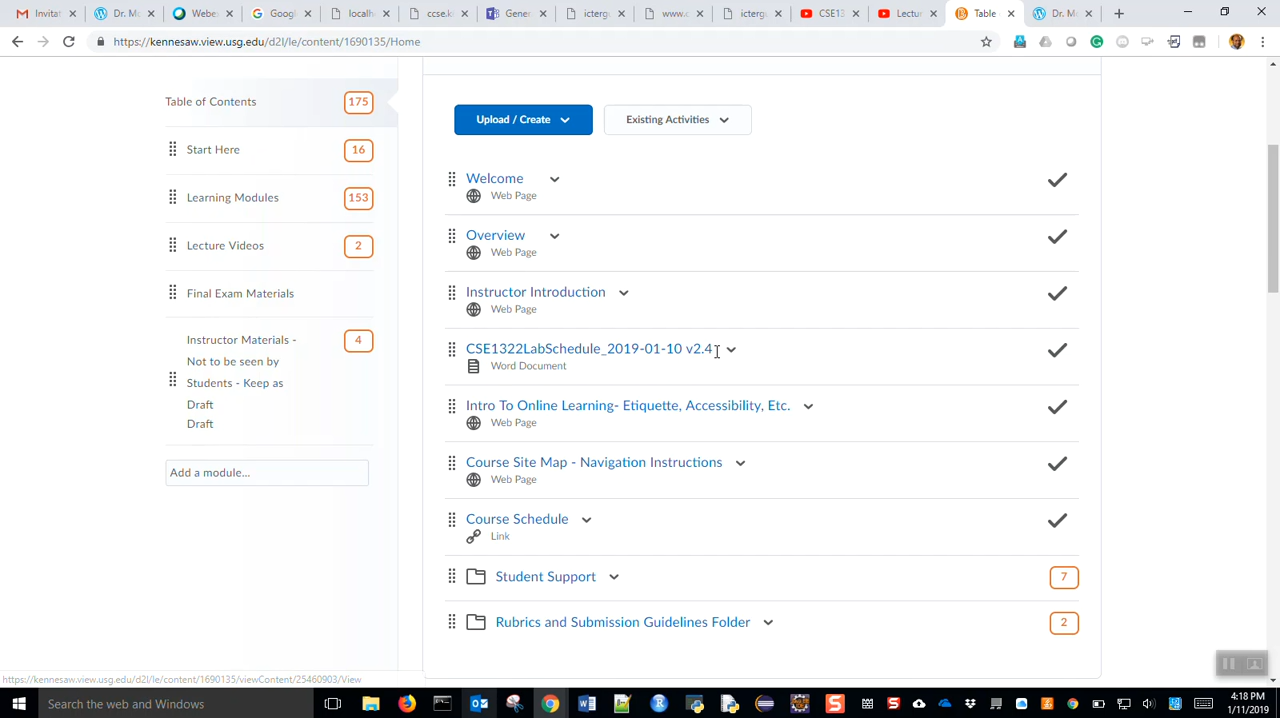 Invitat
Dr. M
Webe
Googl
localh
ccse.k
Gener
icterg
www.c
icterg
CSE13
Lectur
Table
Dr. M
https://kennesaw.view.usg.edu/d2l/le/content/1690135/Home
Table of Contents
175
Start Here
16
Learning Modules
153
Lecture Videos
2
Final Exam Materials
Instructor Materials -
Not to be seen by
Students - Keep as
Draft
Draft
4
Add a module...
Upload / Create
Existing Activities
Welcome
Web Page
Overview
Web Page
Instructor Introduction
Web Page
CSE1322LabSchedule_2019-01-10 v2.4
Word Document
Intro To Online Learning- Etiquette, Accessibility, Etc.
Web Page
Course Site Map - Navigation Instructions
Web Page
Course Schedule
Link
Student Support
7
Rubrics and Submission Guidelines Folder
2
https://kennesaw.view.usg.edu/d2l/le/content/1690135/viewContent/25460903/View
Search the web and Windows
4:18 PM
1/11/2019